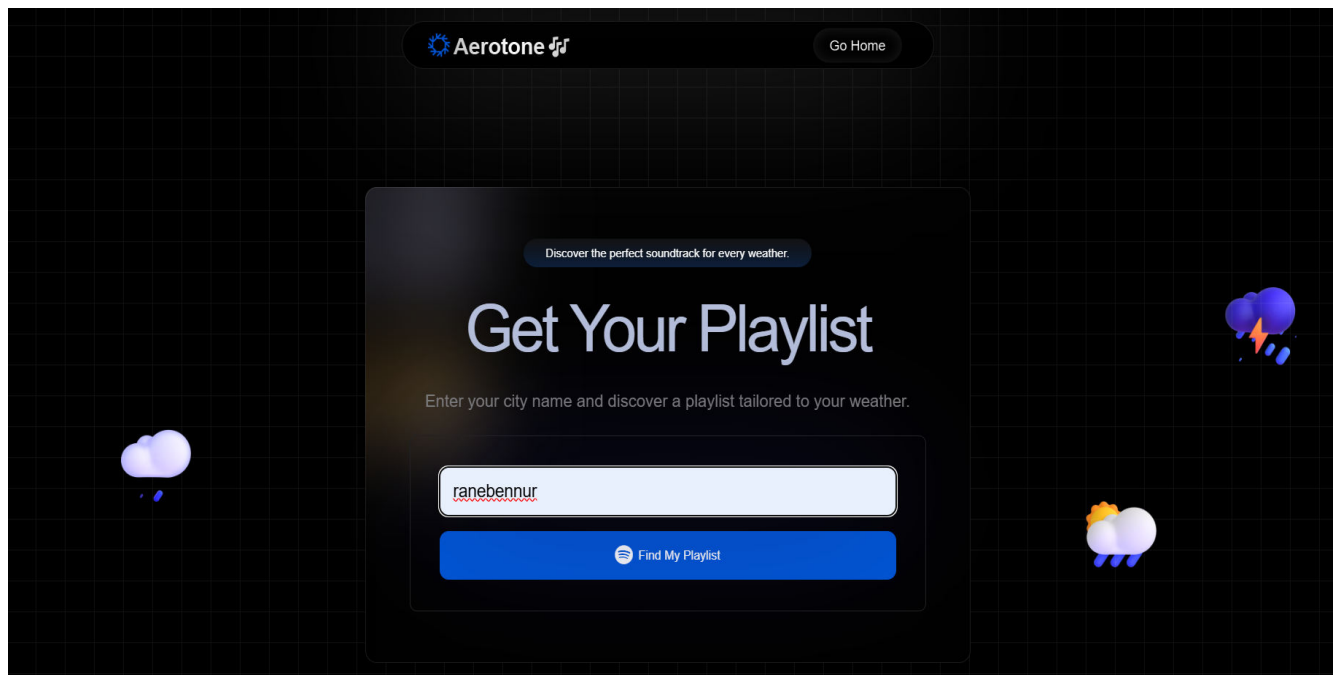 Aerotone
Go Home
Discover the perfect soundtrack for every weather.
Get Your Playlist
Enter your city name and discover a playlist tailored to your weather.
ranebennur
Find My Playlist